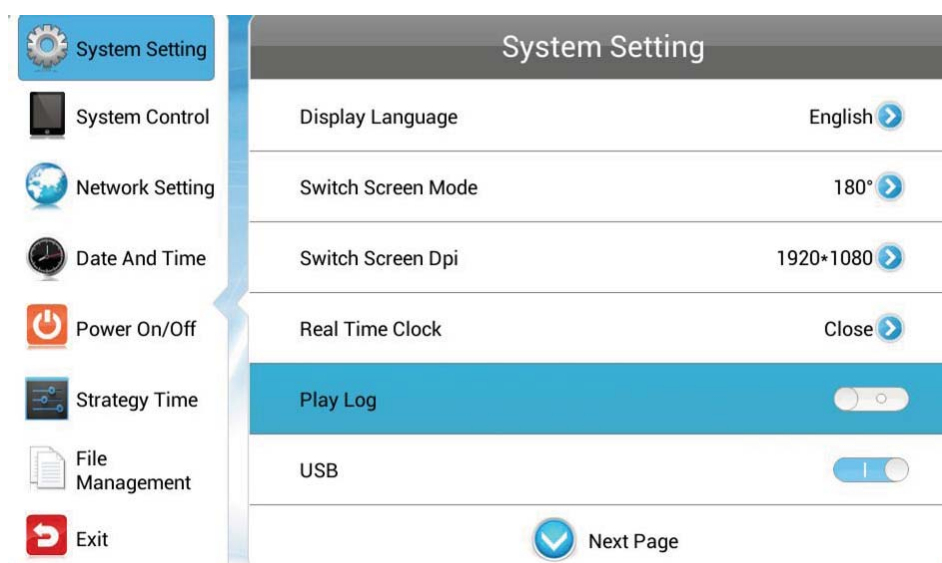 System Setting
System Control
Network Setting
Date And Time
Power On/Off
Strategy Time
File
Management
Exit
System Setting
Display Language English
Switch Screen Mode 180°
Switch Screen Dpi 1920*1080
Real Time Clock Close
Play Log
USB
Next Page